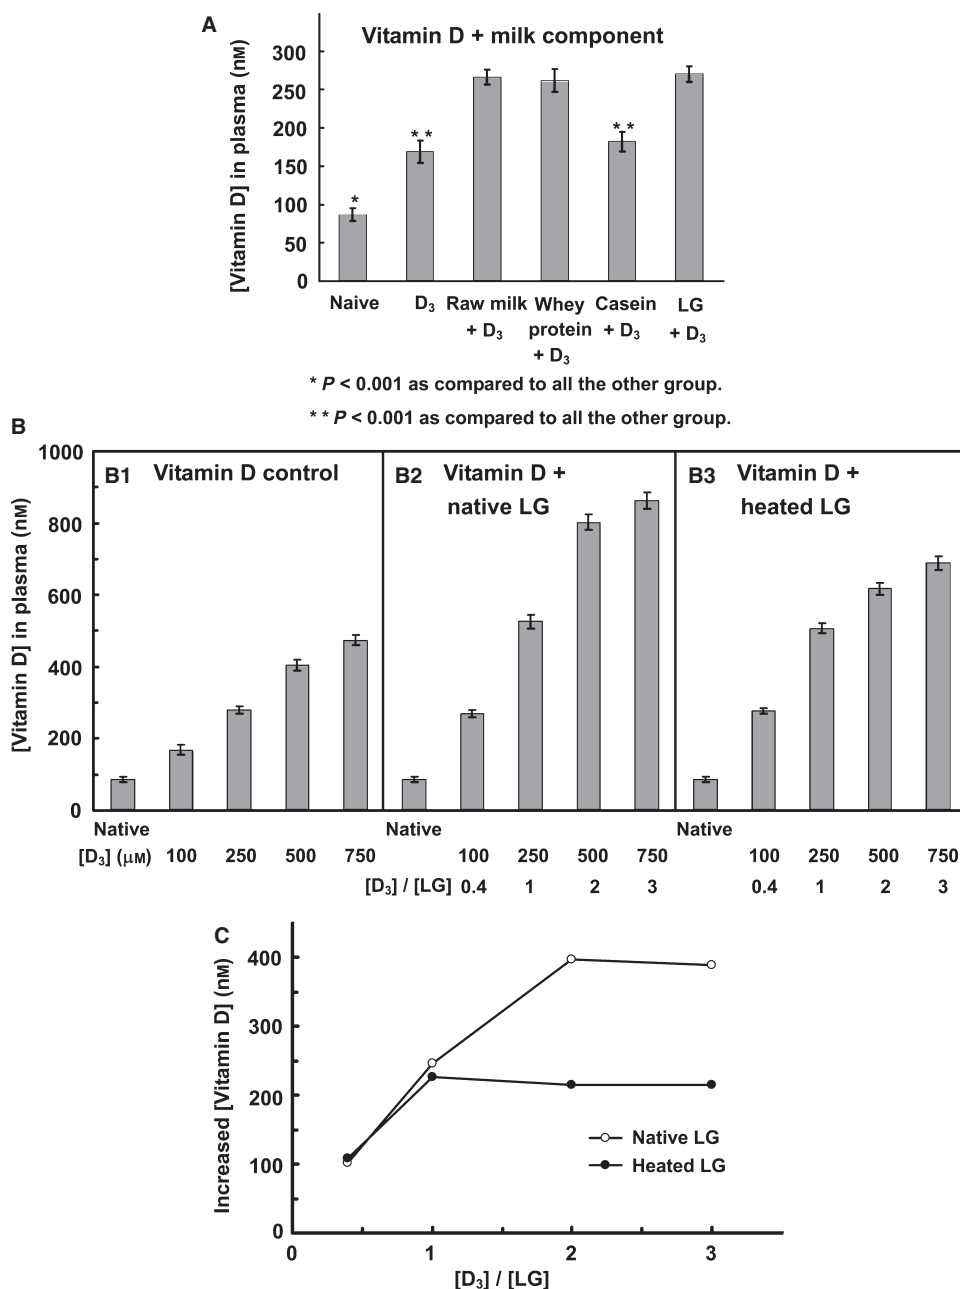 A
Vitamin D + milk component
[Vitamin D] in plasma (nM)
300
250
200
150
100
50
0
*
* *
* *
Naive D₃ Raw milk + D₃ Whey protein + D₃ Casein + D₃ LG + D₃
* P < 0.001 as compared to all the other group.
* * P < 0.001 as compared to all the other group.
B
[Vitamin D] in plasma (nM)
1000
800
600
400
200
0
B1 Vitamin D control
B2 Vitamin D +
native LG
B3 Vitamin D +
heated LG
Native Native Native
[D₃] (μM) 100 250 500 750 100 250 500 750 100 250 500 750
[D₃] / [LG] 0.4 1 2 3 0.4 1 2 3
C
Increased [Vitamin D] (nM)
400
300
200
100
0
Native LG
Heated LG
0 1 2 3
[D₃] / [LG]